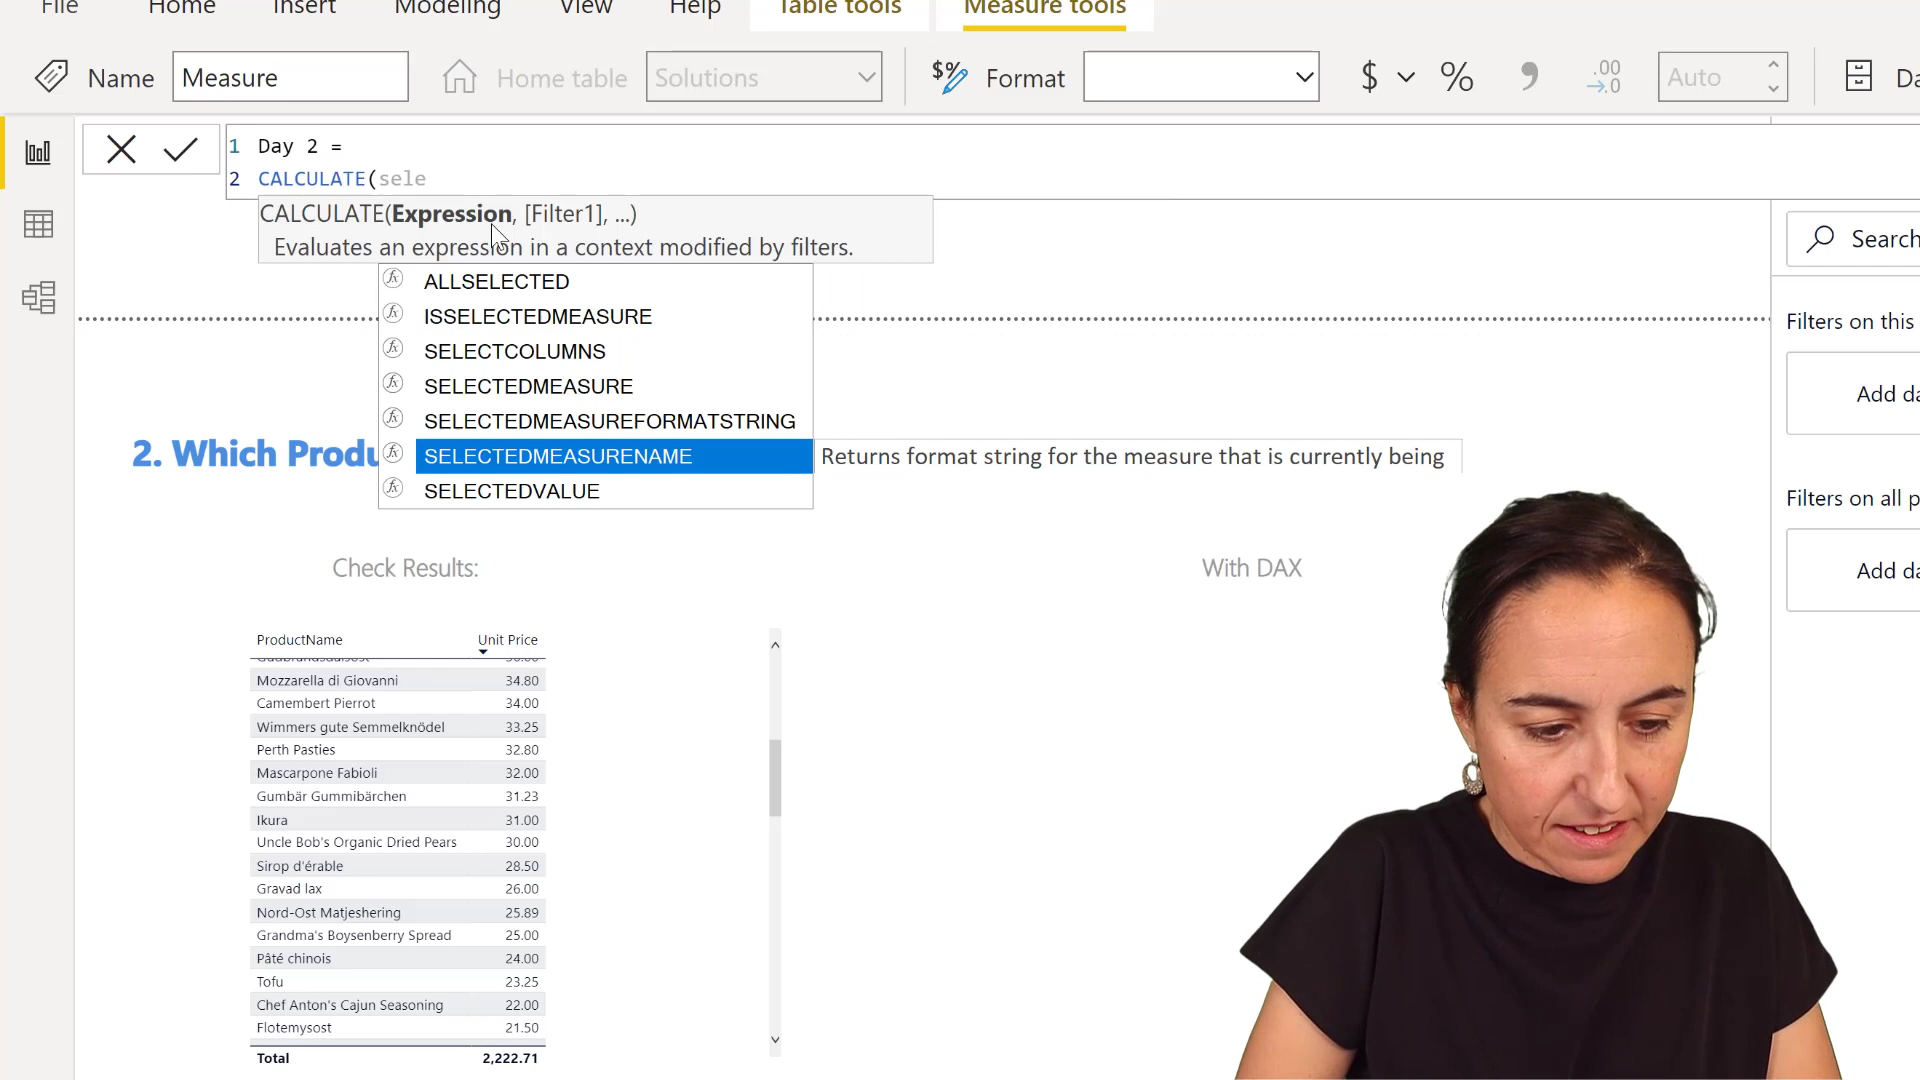 File Home Insert Modeling View Help Table tools Measure tools
Name Measure Home table Solutions Format $% $ % .00 →.0 Auto
1 Day 2 =
2 CALCULATE(sele
CALCULATE(Expression, [Filter1], ...)
Evaluates an expression in a context modified by filters.
ALLSELECTED
ISSELECTEDMEASURE
SELECTCOLUMNS
SELECTEDMEASURE
SELECTEDMEASUREFORMATSTRING
SELECTEDMEASURENAME Returns format string for the measure that is currently being
SELECTEDVALUE
2. Which
Check Results:
With DAX
ProductName Unit Price
Mozzarella di Giovanni 34.80
Camembert Pierrot 34.00
Wimmers gute Semmelknödel 33.25
Perth Pasties 32.80
Mascarpone Fabioli 32.00
Gumbär Gummibärchen 31.23
Ikura 31.00
Uncle Bob's Organic Dried Pears 30.00
Sirop d'érable 28.50
Gravad lax 26.00
Nord-Ost Matjeshering 25.89
Grandma's Boysenberry Spread 25.00
Pâté chinois 24.00
Tofu 23.25
Chef Anton's Cajun Seasoning 22.00
Flotemysost 21.50
Total 2,222.71
Search
Filters on this
Add
Filters on all
Add